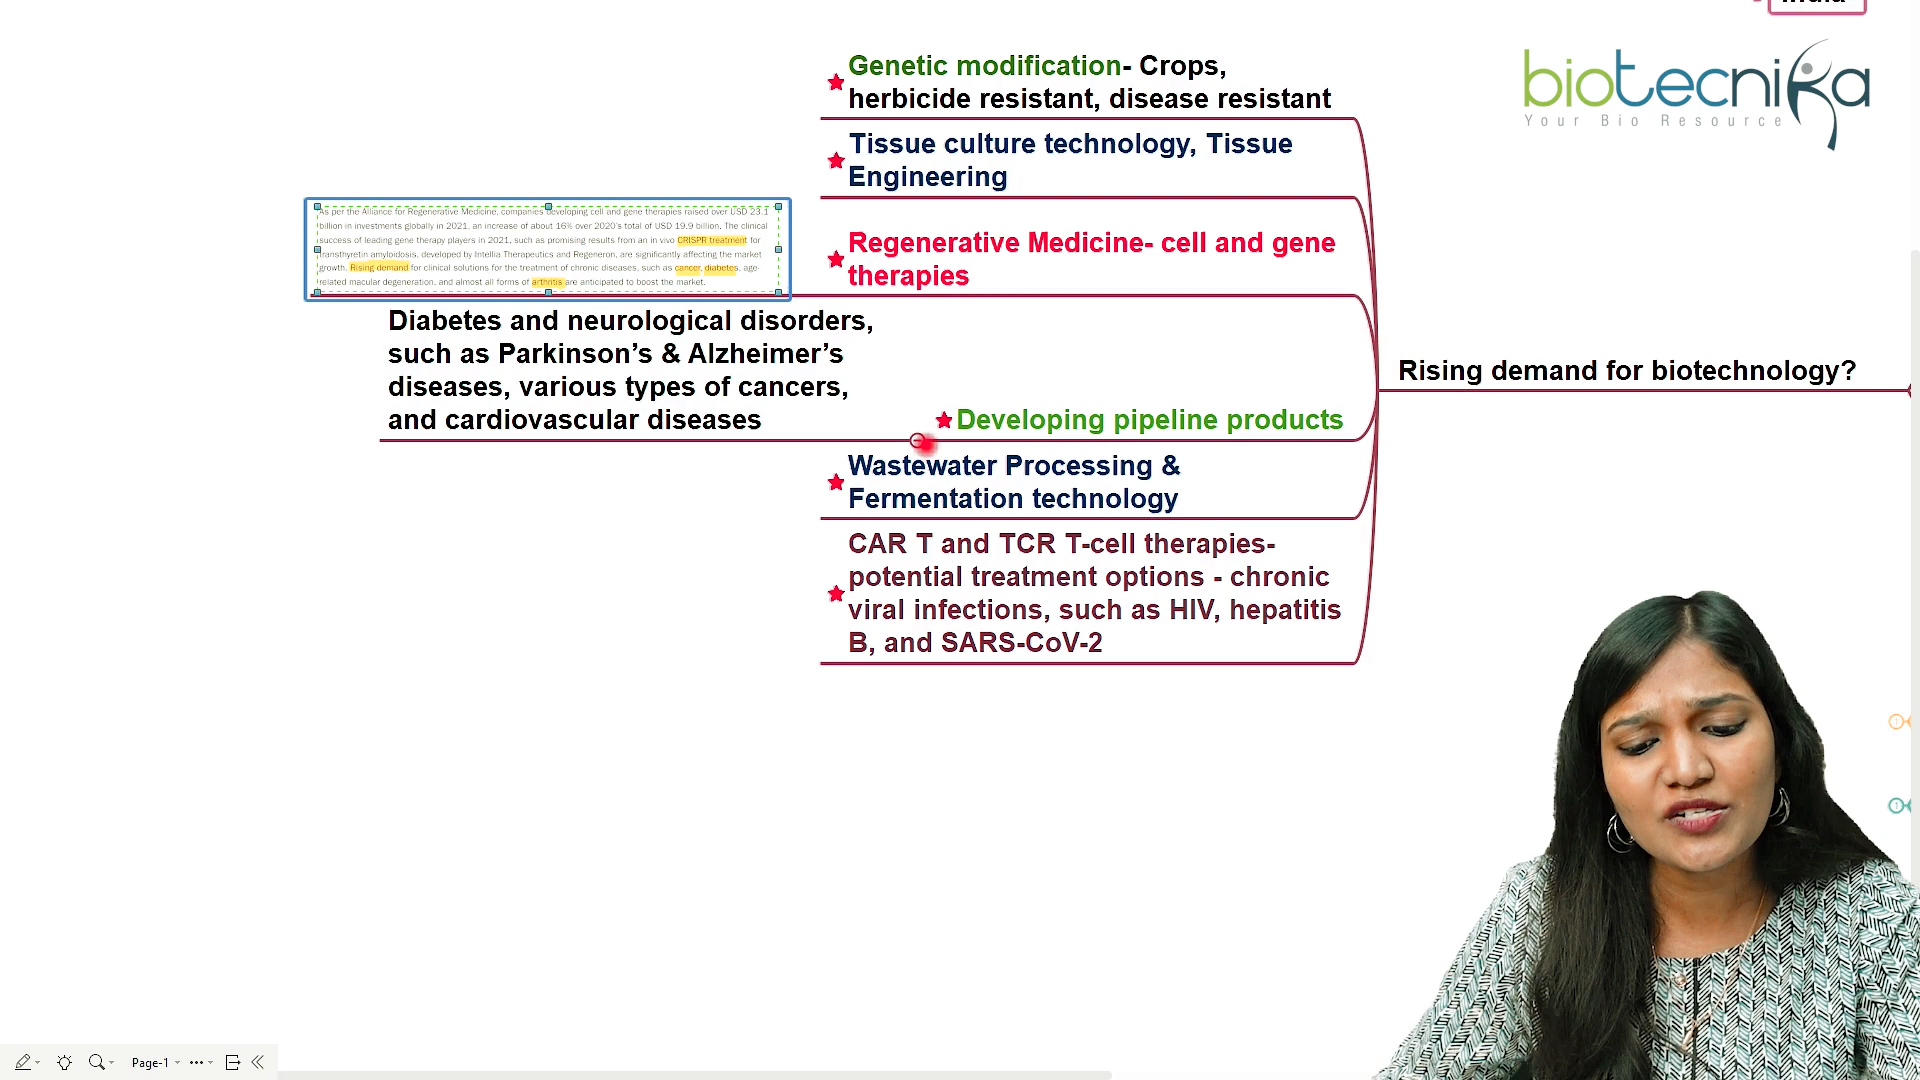 India
biotecnika
Your Bio Resource
Genetic modification- Crops,
herbicide resistant, disease resistant
Tissue culture technology, Tissue
Engineering
As per the Alliance for Regenerative Medicine, companies developing cell and gene therapies raised over USD 23.1
billion in investments globally in 2021, an increase of about 16% over 2020's total of USD 19.9 billion. The clinical
success of leading gene therapy players in 2021, such as promising results from an in vivo CRISPR treatment for
transthyretin amyloidosis, developed by Intellia Therapeutics and Regeneron, are significantly affecting the market
growth. Rising demand for clinical solutions for the treatment of chronic diseases, such as cancer, diabetes, age-
related macular degeneration, and almost all forms of arthritis are anticipated to boost the market.
Regenerative Medicine- cell and gene
therapies
Diabetes and neurological disorders,
such as Parkinson’s & Alzheimer’s
diseases, various types of cancers,
and cardiovascular diseases
Developing pipeline products
Rising demand for biotechnology?
Wastewater Processing &
Fermentation technology
CAR T and TCR T-cell therapies-
potential treatment options - chronic
viral infections, such as HIV, hepatitis
B, and SARS-CoV-2
Page-1